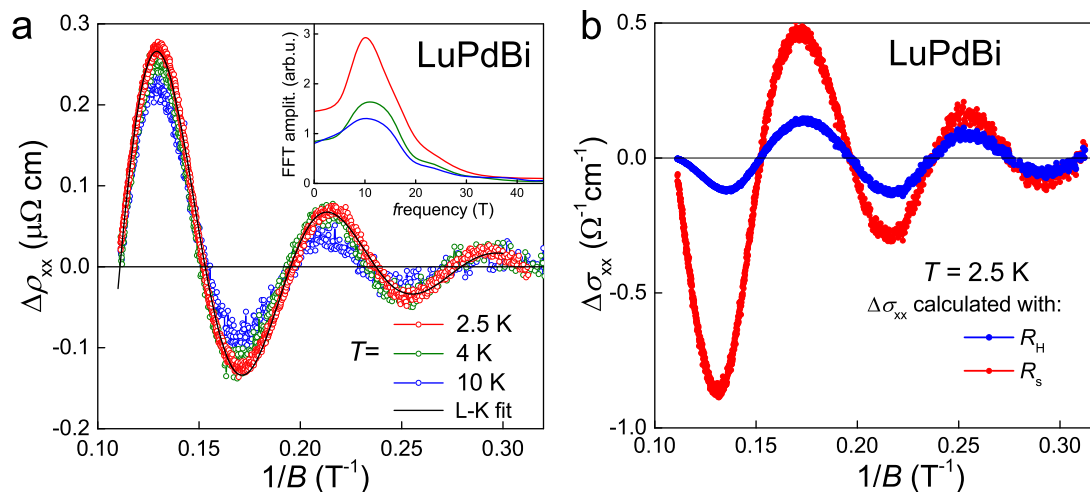 a
LuPdBi
Δρxx (μΩ cm)
0.3
0.2
0.1
0.0
-0.1
-0.2
0.10
0.15
0.20
0.25
0.30
1/B (T-1)
FFT amplit. (arb.u.)
3
2
1
0
0
10
20
30
40
frequency (T)
T=
2.5 K
4 K
10 K
L-K fit
b
LuPdBi
Δσxx (Ω-1cm-1)
0.5
0.0
-0.5
-1.0
0.10
0.15
0.20
0.25
0.30
1/B (T-1)
T = 2.5 K
Δσxx calculated with:
RH
Rs